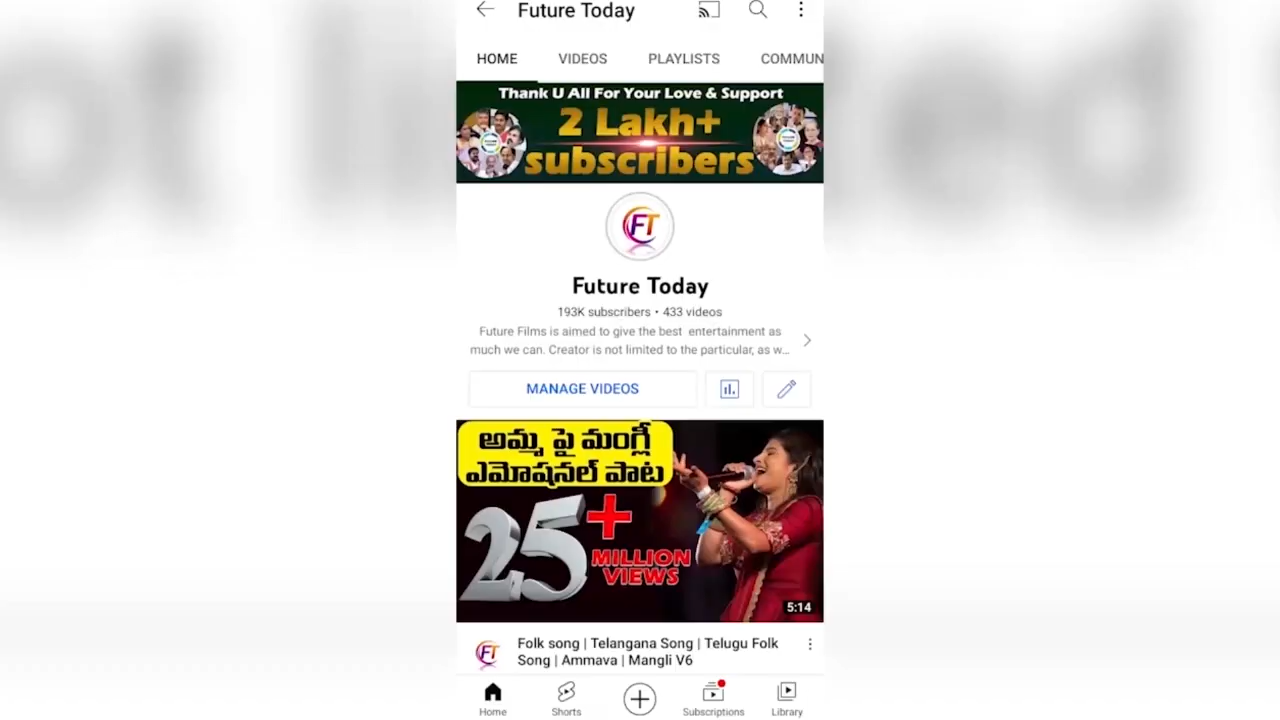 Future Today
HOME VIDEOS PLAYLISTS COMMUN
Thank U All For Your Love & Support
2 Lakh+
subscribers
FT
Future Today
193K subscribers • 433 videos
Future Films is aimed to give the best entertainment as
much we can. Creator is not limited to the particular, as w...
MANAGE VIDEOS
అమ్మ పై మంగ్లీ
ఎమోషనల్ పాట
2.5+
MILLION
VIEWS
5:14
FT
Folk song | Telangana Song | Telugu Folk
Song | Ammava | Mangli V6
Home Shorts Subscriptions Library